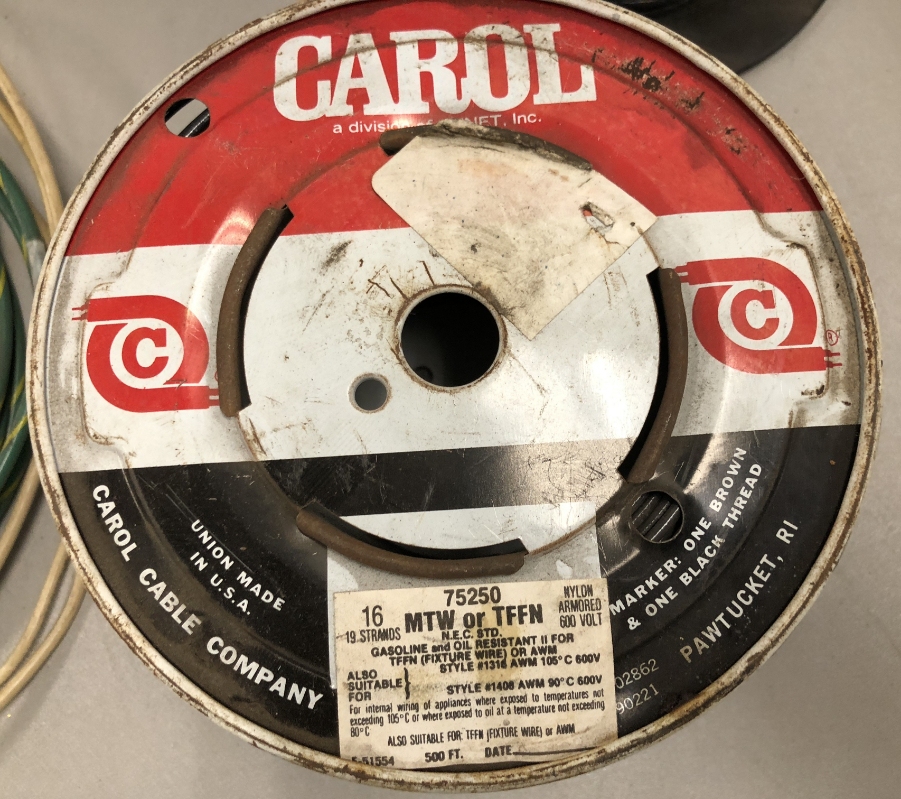 CAROL
a division of AVNET, Inc.
C
C
CAROL CABLE COMPANY
UNION MADE
IN U.S.A.
MARKER: ONE BROWN
& ONE BLACK THREAD
PAWTUCKET, RI
02862
90221
75250
16
19 STRANDS
MTW or TFFN
NYLON
ARMORED
600 VOLT
N.E.C. STD.
GASOLINE and OIL RESISTANT II FOR
TFFN (FIXTURE WIRE) OR AWM
STYLE #1316 AWM 105°C 600V
ALSO
SUITABLE
FOR
STYLE #1408 AWM 90°C 600V
For internal wiring of appliances where exposed to temperatures not
exceeding 105°C or where exposed to oil at a temperature not exceeding
80°C
ALSO SUITABLE FOR: TFFN (FIXTURE WIRE) or AWM
500 FT. DATE